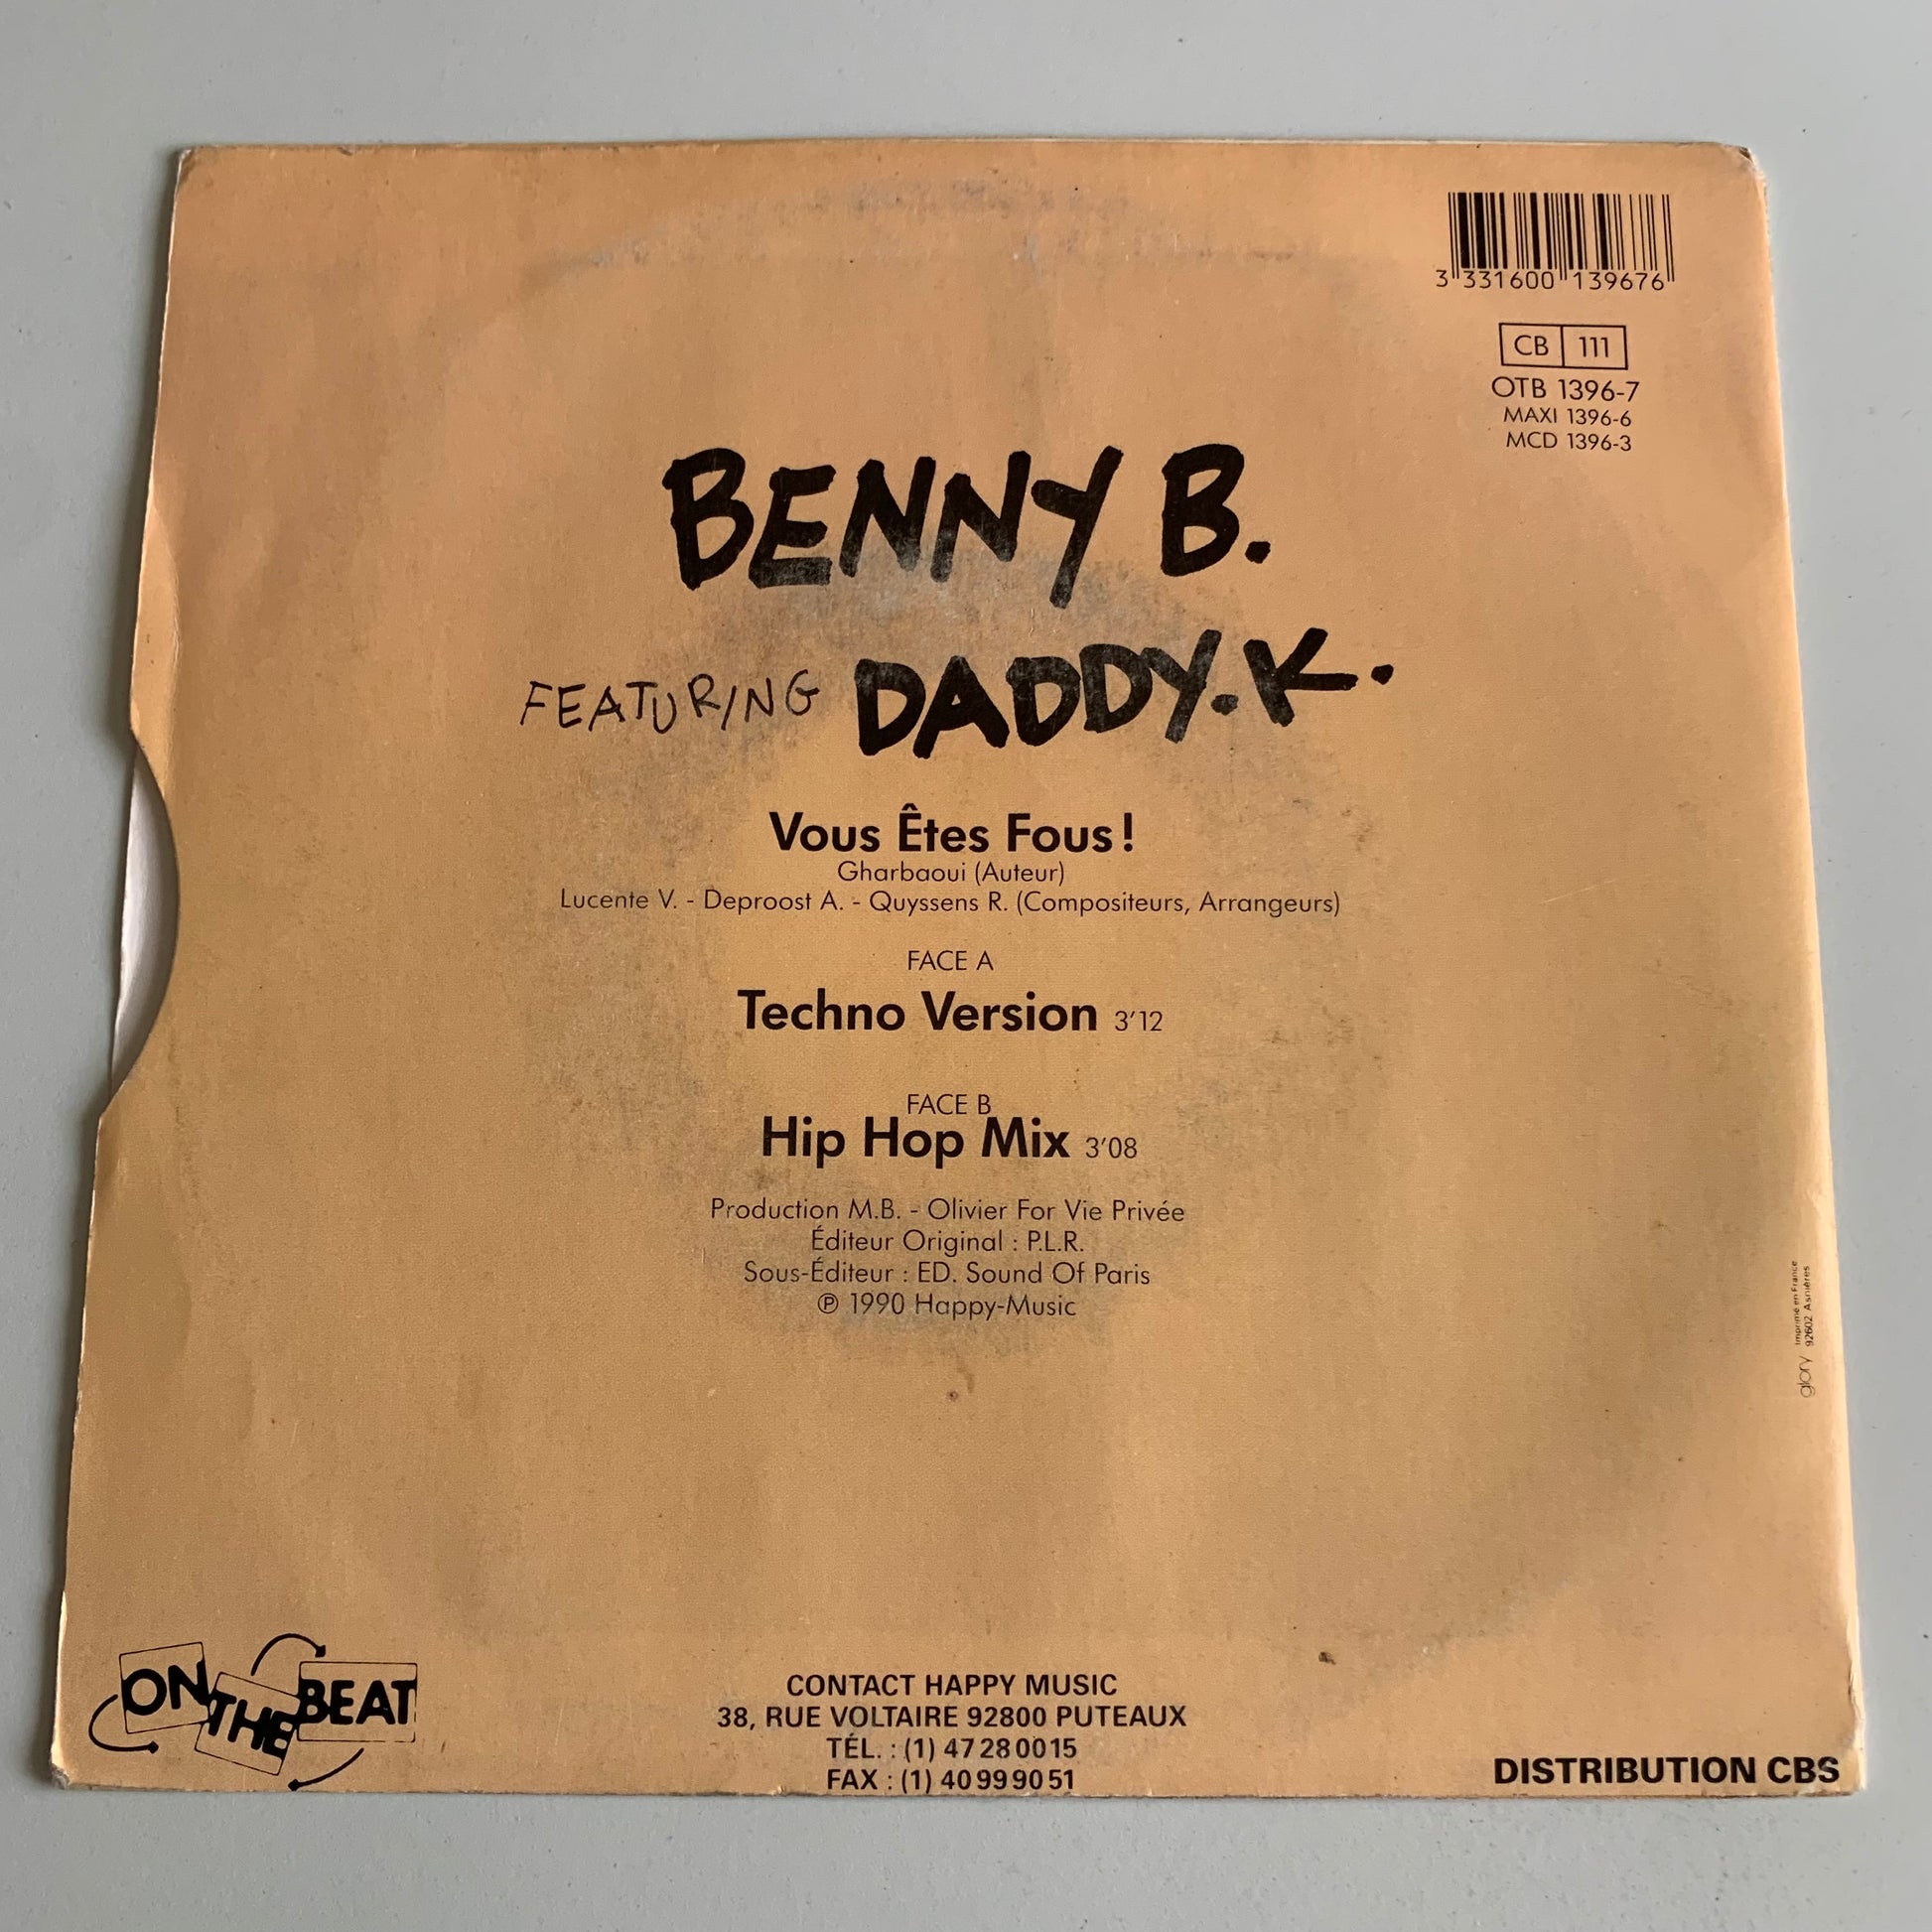 3 331600 139676
CB 111
OTB 1396-7
MAXI 1396-6
MCD 1396-3
BENNY B.
FEATURING DADDY.K.
Vous Êtes Fous!
Gharbaoui (Auteur)
Lucente V. - Deproost A. - Quyssens R. (Compositeurs, Arrangeurs)
FACE A
Techno Version 3'12
FACE B
Hip Hop Mix 3'08
Production M.B. - Olivier For Vie Privée
Éditeur Original : P.L.R.
Sous-Éditeur : ED. Sound Of Paris
℗ 1990 Happy-Music
glory Imprimé en France
92602 Asnières
ON THE BEAT
CONTACT HAPPY MUSIC
38, RUE VOLTAIRE 92800 PUTEAUX
TÉL. : (1) 47 28 00 15
FAX : (1) 40 99 90 51
DISTRIBUTION CBS